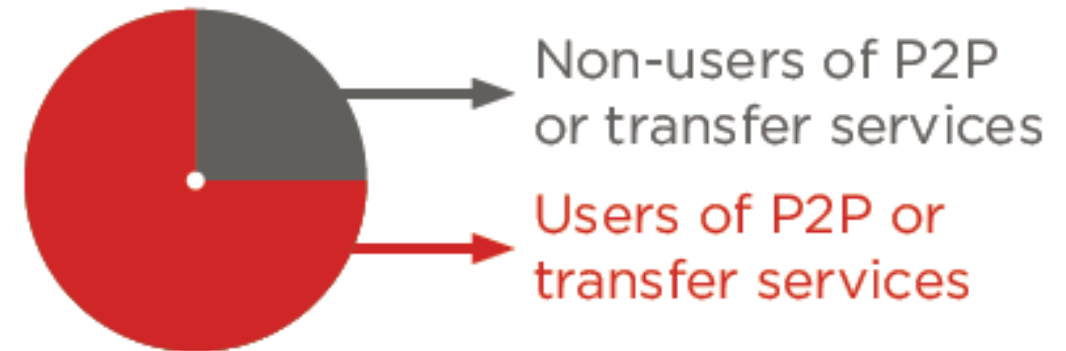 Non-users of P2P
or transfer services
Users of P2P or
transfer services